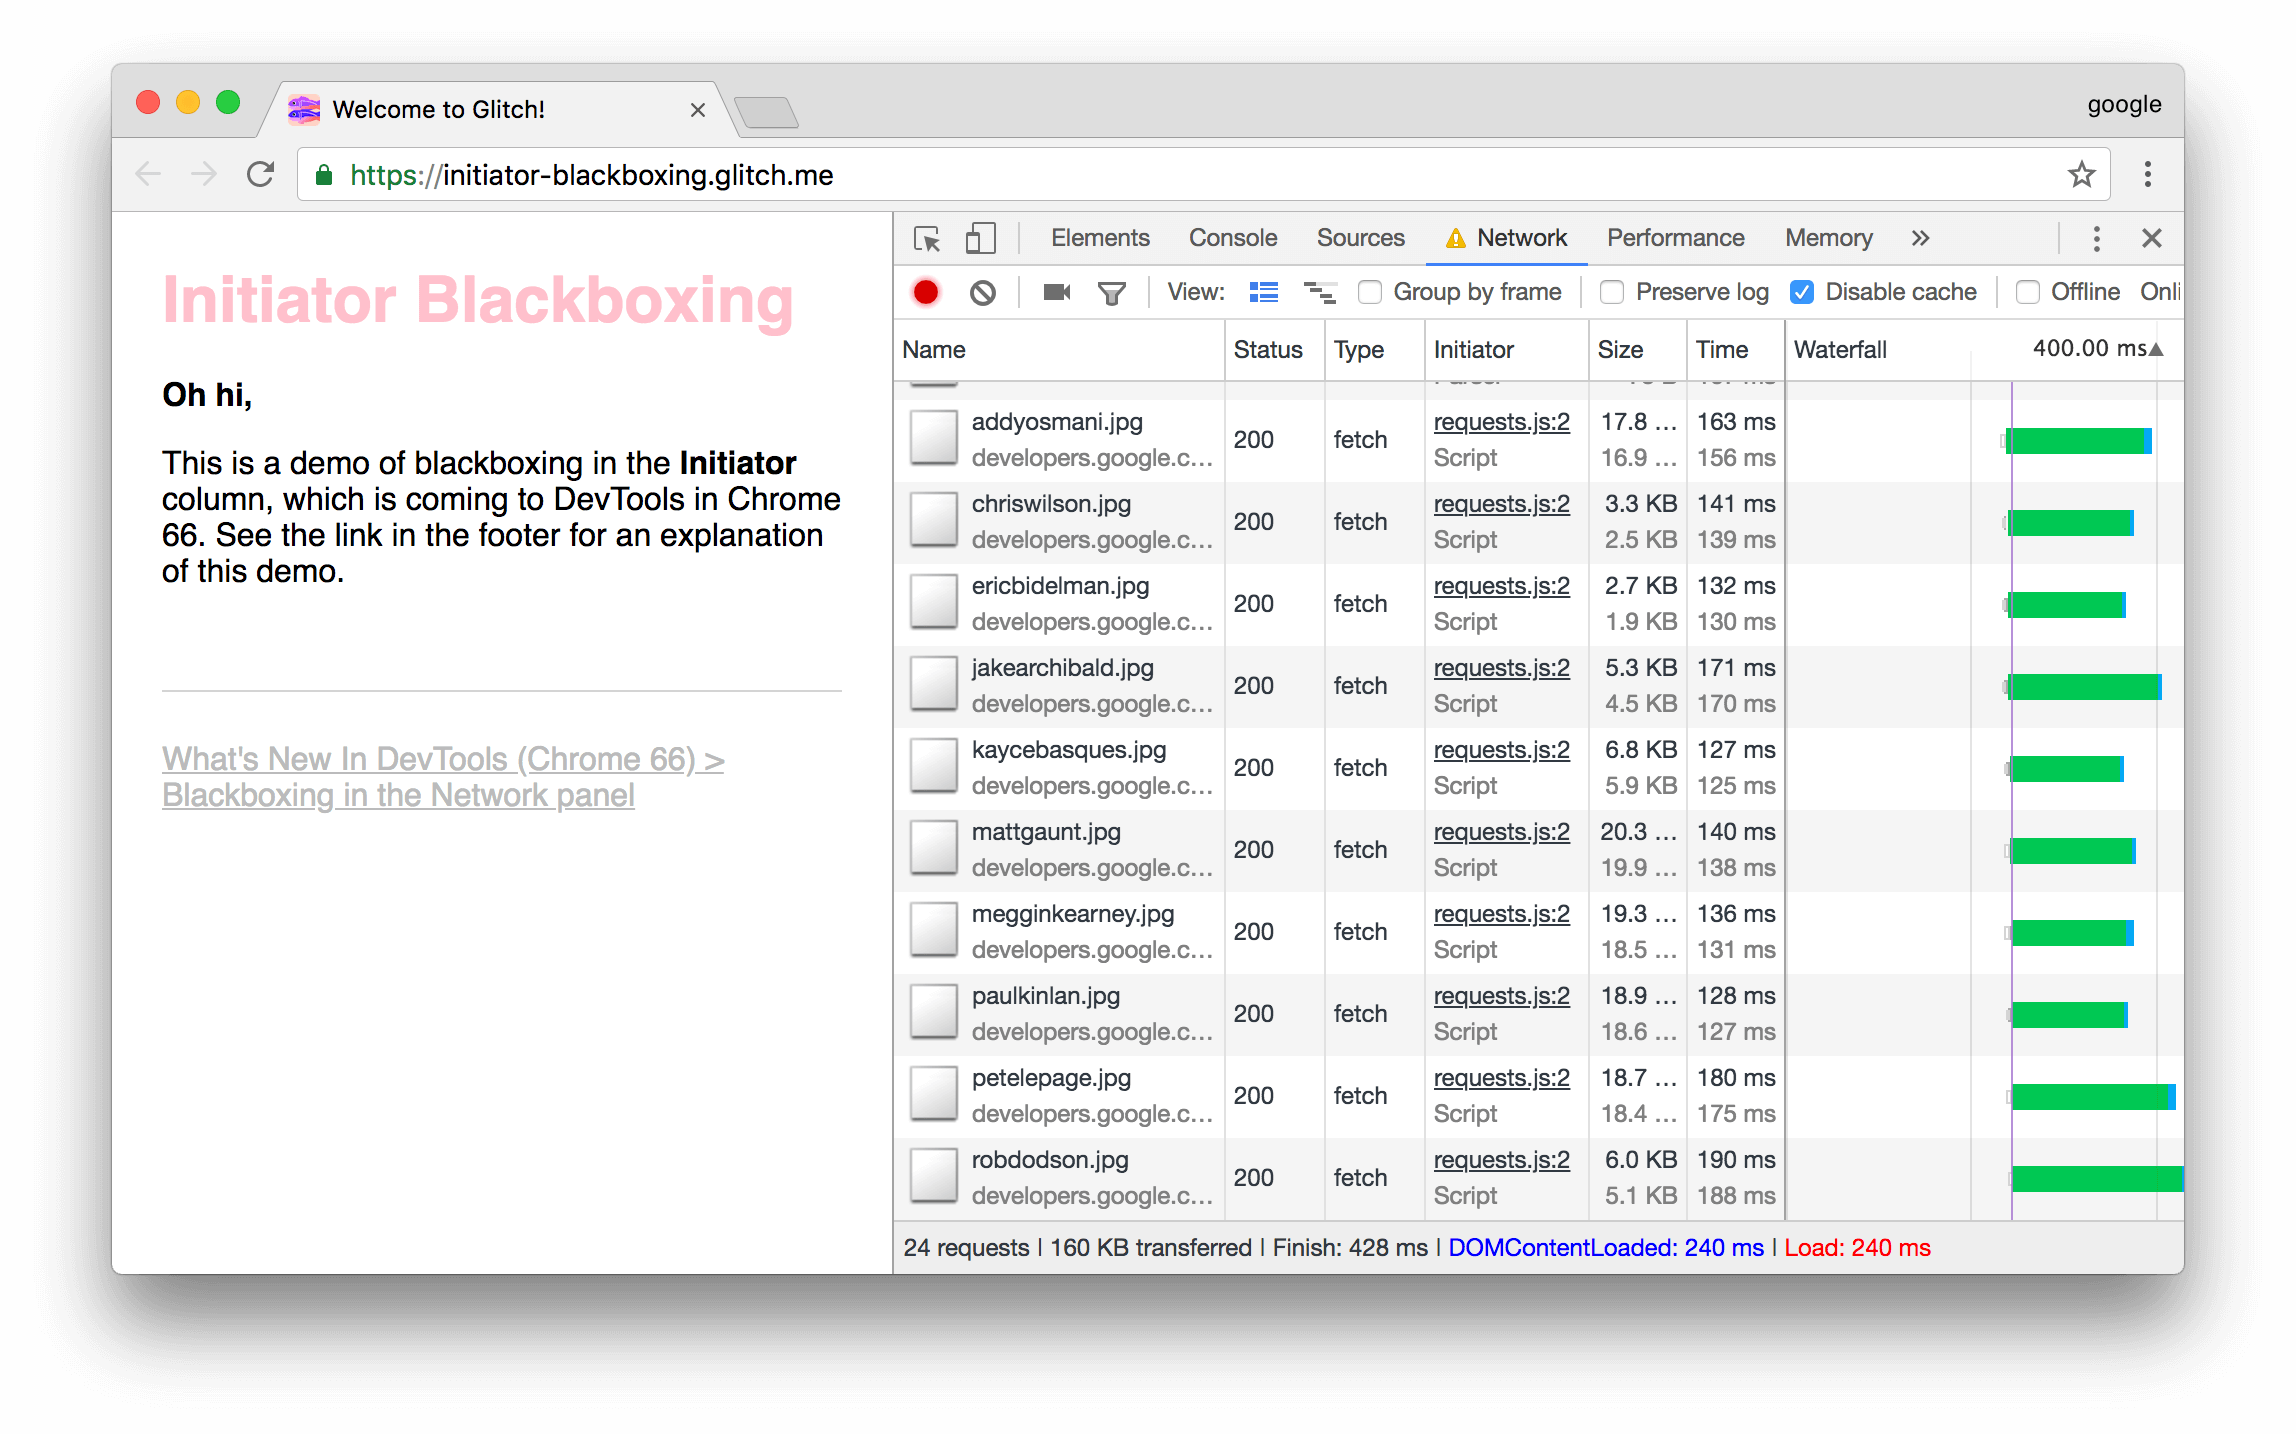 Welcome to Glitch!
google
https://initiator-blackboxing.glitch.me
Initiator Blackboxing
Oh hi,
This is a demo of blackboxing in the Initiator
column, which is coming to DevTools in Chrome
66. See the link in the footer for an explanation
of this demo.
What's New In DevTools (Chrome 66) >
Blackboxing in the Network panel
Elements Console Sources Network Performance Memory »
View: Group by frame Preserve log Disable cache Offline Onli
Name Status Type Initiator Size Time Waterfall 400.00 ms
addyosmani.jpg 200 fetch requests.js:2 17.8 … 163 ms
developers.google.c… Script 16.9 … 156 ms
chriswilson.jpg 200 fetch requests.js:2 3.3 KB 141 ms
developers.google.c… Script 2.5 KB 139 ms
ericbidelman.jpg 200 fetch requests.js:2 2.7 KB 132 ms
developers.google.c… Script 1.9 KB 130 ms
jakearchibald.jpg 200 fetch requests.js:2 5.3 KB 171 ms
developers.google.c… Script 4.5 KB 170 ms
kaycebasques.jpg 200 fetch requests.js:2 6.8 KB 127 ms
developers.google.c… Script 5.9 KB 125 ms
mattgaunt.jpg 200 fetch requests.js:2 20.3 … 140 ms
developers.google.c… Script 19.9 … 138 ms
megginkearney.jpg 200 fetch requests.js:2 19.3 … 136 ms
developers.google.c… Script 18.5 … 131 ms
paulkinlan.jpg 200 fetch requests.js:2 18.9 … 128 ms
developers.google.c… Script 18.6 … 127 ms
petelepage.jpg 200 fetch requests.js:2 18.7 … 180 ms
developers.google.c… Script 18.4 … 175 ms
robdodson.jpg 200 fetch requests.js:2 6.0 KB 190 ms
developers.google.c… Script 5.1 KB 188 ms
24 requests | 160 KB transferred | Finish: 428 ms | DOMContentLoaded: 240 ms | Load: 240 ms